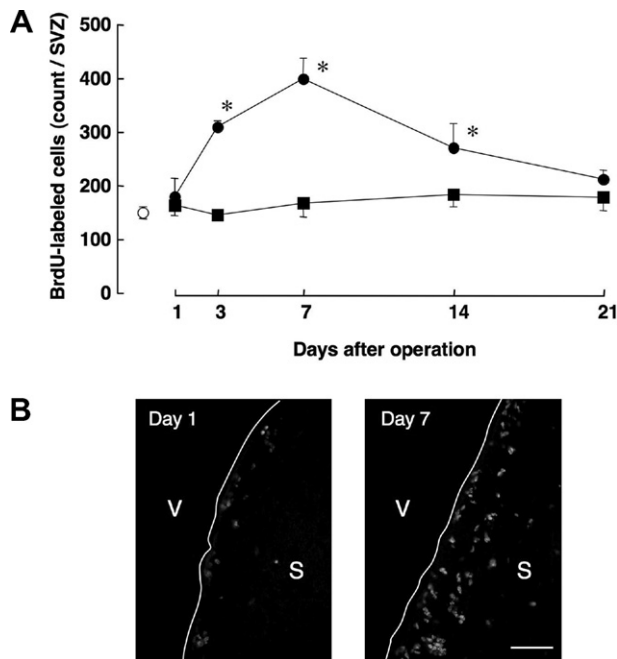 A
BrdU-labeled cells (count / SVZ)
500
400
300
200
100
0
*
*
*
1 3 7 14 21
Days after operation
B
Day 1
V
S
Day 7
V
S